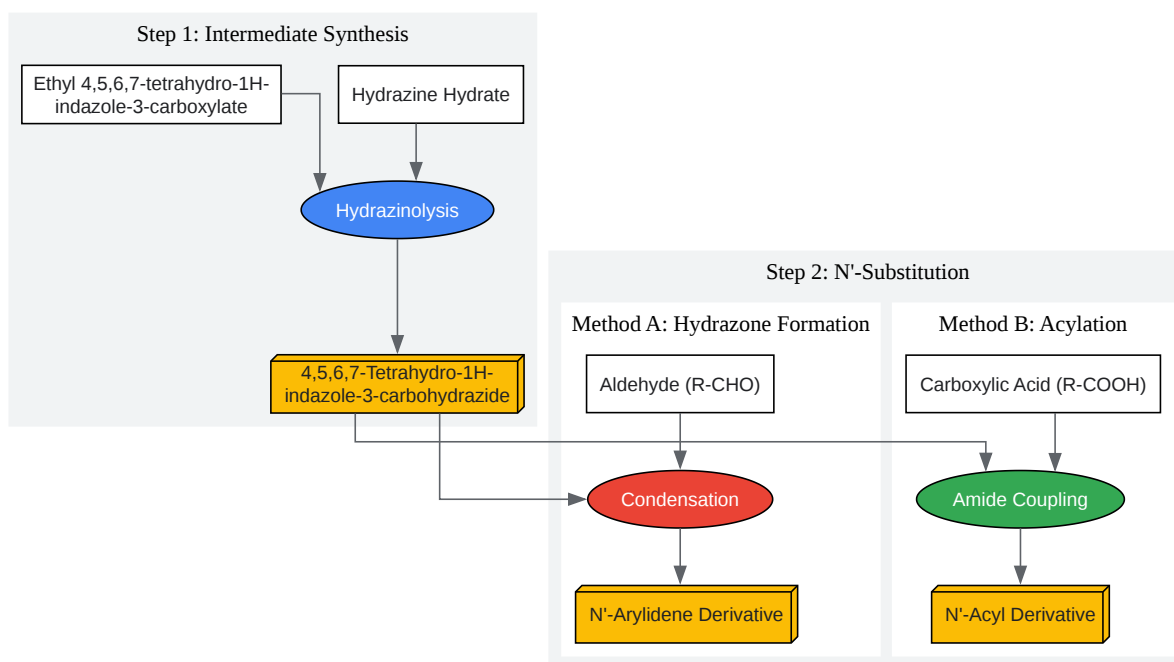 Step 1: Intermediate Synthesis
Ethyl 4,5,6,7-tetrahydro-1H-
indazole-3-carboxylate
Hydrazine Hydrate
Hydrazinolysis
4,5,6,7-Tetrahydro-1H-
indazole-3-carbohydrazide
Step 2: N'-Substitution
Method A: Hydrazone Formation
Aldehyde (R-CHO)
Condensation
N'-Arylidene Derivative
Method B: Acylation
Carboxylic Acid (R-COOH)
Amide Coupling
N'-Acyl Derivative